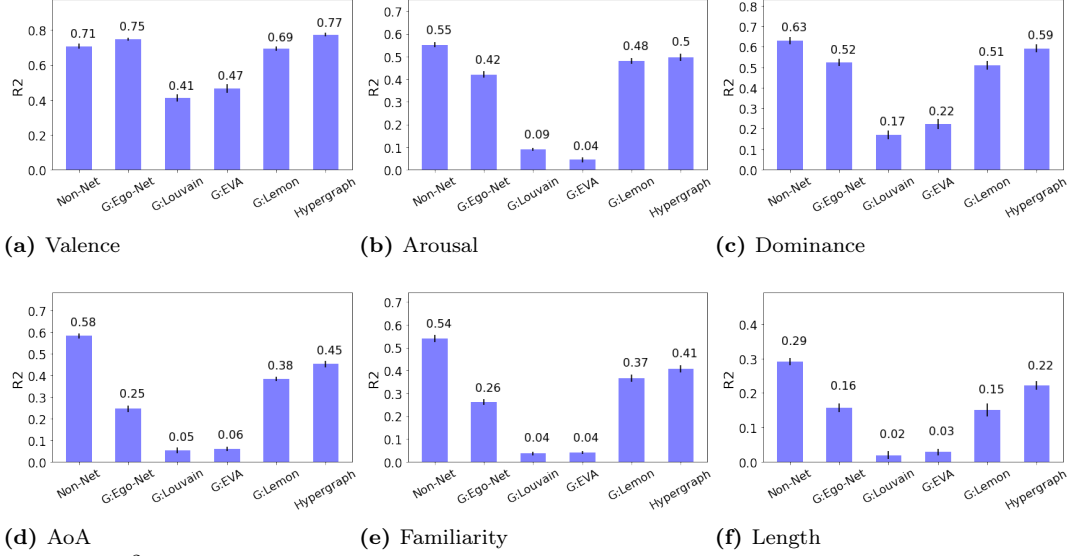 0.71
0.75
0.41
0.47
0.69
0.77
0.8
0.6
0.4
0.2
0.0
R2
Non-Net
G:Ego-Net
G:Louvain
G:EVA
G:Lemon
Hypergraph
(a) Valence
0.55
0.42
0.09
0.04
0.48
0.5
0.7
0.6
0.5
0.4
0.3
0.2
0.1
0.0
R2
Non-Net
G:Ego-Net
G:Louvain
G:EVA
G:Lemon
Hypergraph
(b) Arousal
0.63
0.52
0.17
0.22
0.51
0.59
0.8
0.7
0.6
0.5
0.4
0.3
0.2
0.1
0.0
R2
Non-Net
G:Ego-Net
G:Louvain
G:EVA
G:Lemon
Hypergraph
(c) Dominance
0.58
0.25
0.05
0.06
0.38
0.45
0.7
0.6
0.5
0.4
0.3
0.2
0.1
0.0
R2
Non-Net
G:Ego-Net
G:Louvain
G:EVA
G:Lemon
Hypergraph
(d) AoA
0.54
0.26
0.04
0.04
0.37
0.41
0.7
0.6
0.5
0.4
0.3
0.2
0.1
0.0
R2
Non-Net
G:Ego-Net
G:Louvain
G:EVA
G:Lemon
Hypergraph
(e) Familiarity
0.29
0.16
0.02
0.03
0.15
0.22
0.4
0.3
0.2
0.1
0.0
R2
Non-Net
G:Ego-Net
G:Louvain
G:EVA
G:Lemon
Hypergraph
(f) Length